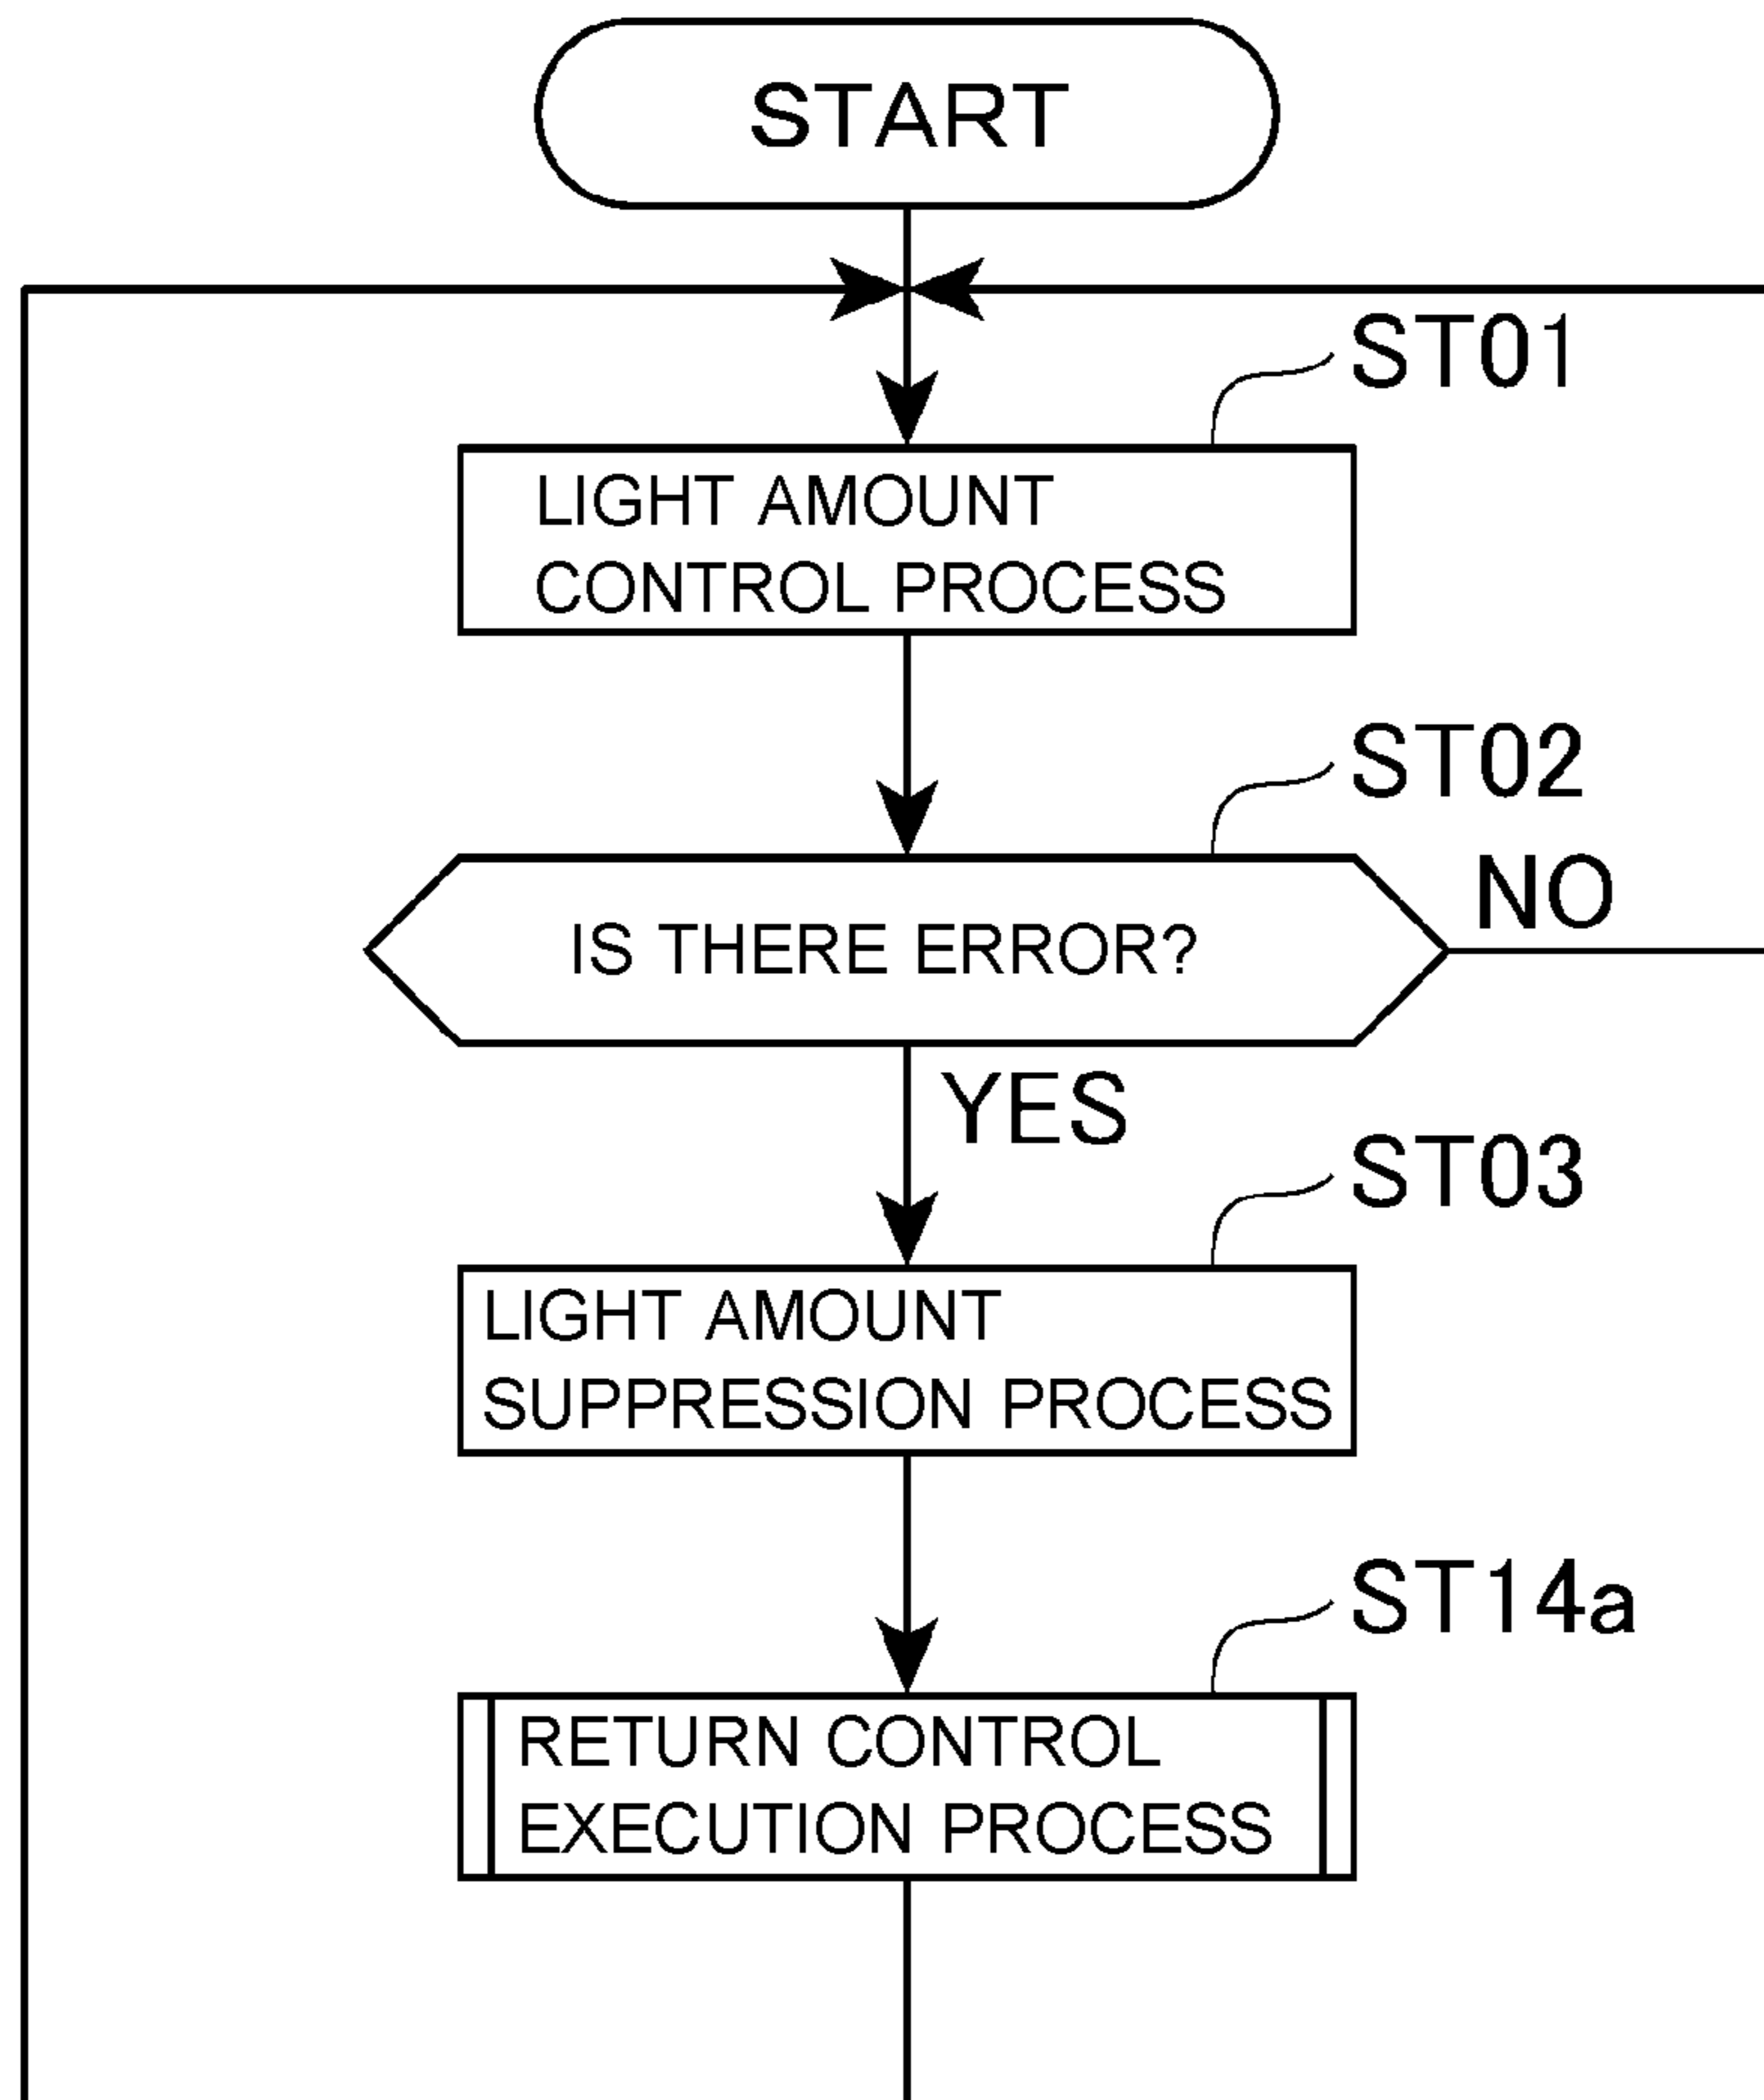 START
ST01
LIGHT AMOUNT
CONTROL PROCESS
ST02
IS THERE ERROR?
NO
YES
ST03
LIGHT AMOUNT
SUPPRESSION PROCESS
ST14a
RETURN CONTROL
EXECUTION PROCESS